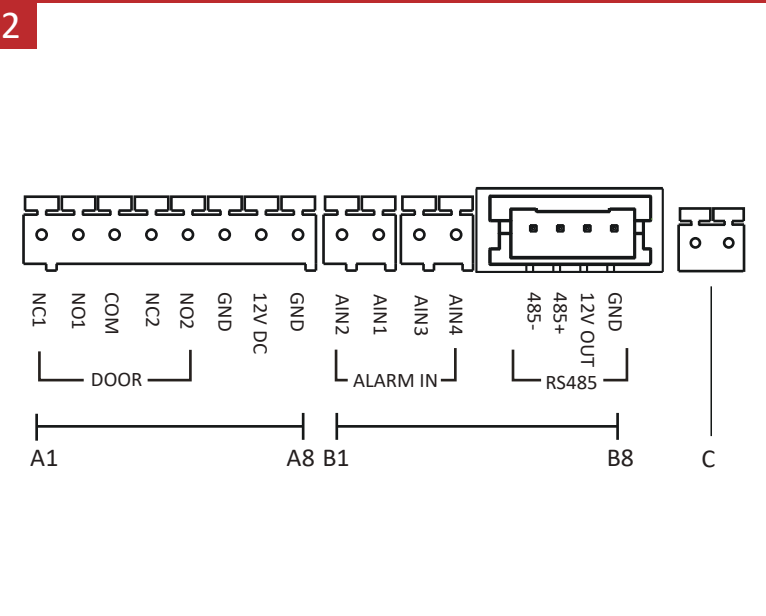 2
NC1 NO1 COM NC2 NO2 GND 12V DC GND AIN2 AIN1 AIN3 AIN4 485- 485+ 12V OUT GND
DOOR ALARM IN RS485
A1 A8 B1 B8 C